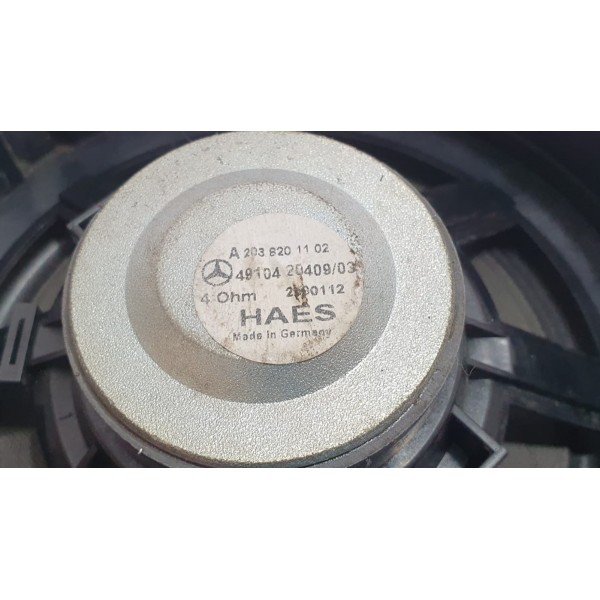 A 203 820 11 02
49104 20409/03
4 Ohm
HAES
Made in Germany